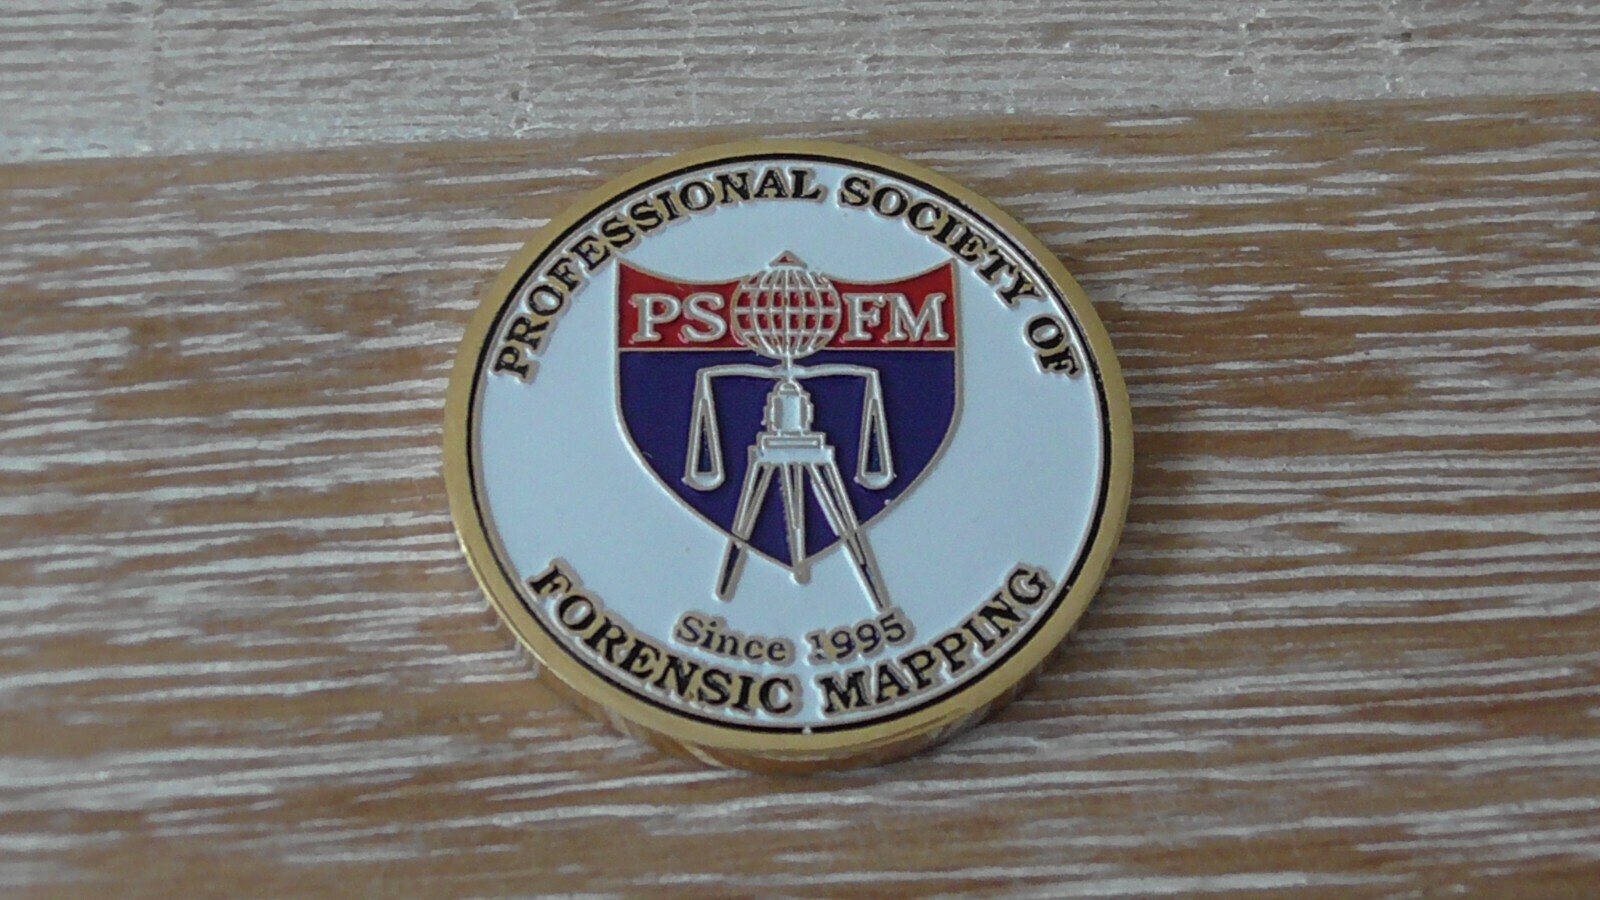 PROFESSIONAL SOCIETY OF
PS FM
Since 1995
FORENSIC MAPPING